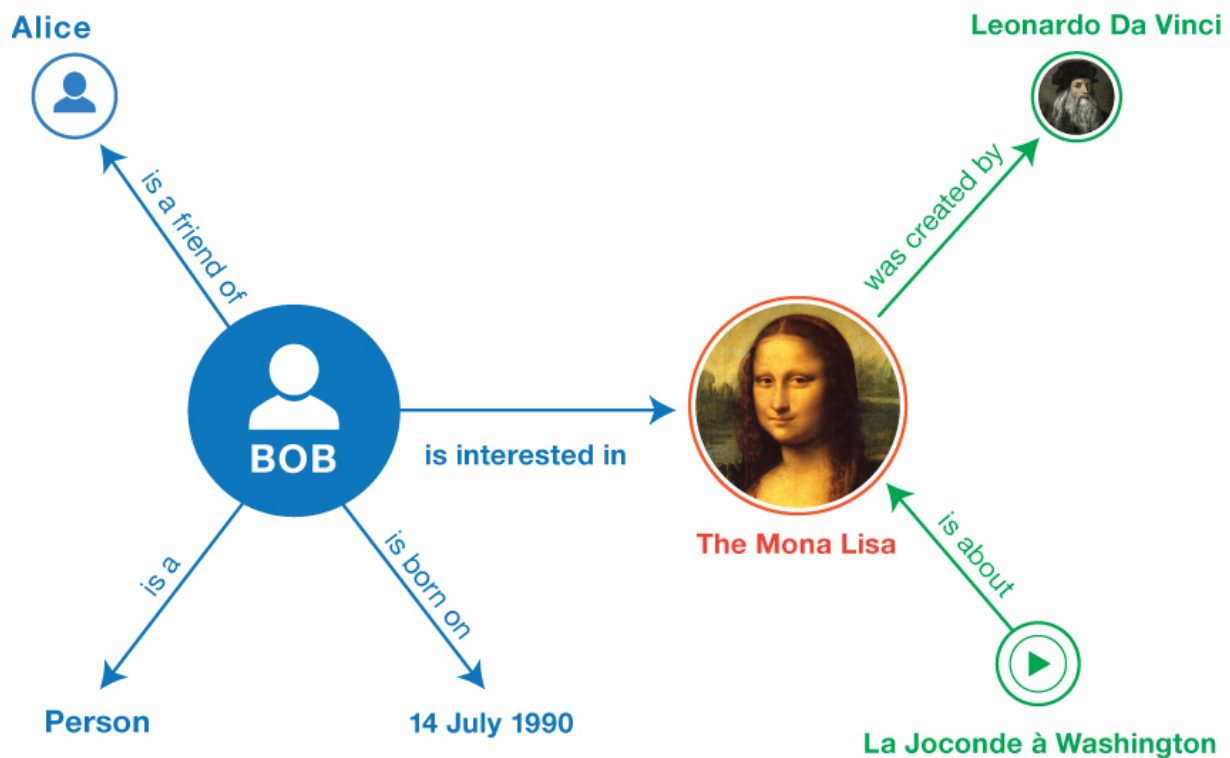 Alice
Leonardo Da Vinci
is a friend of
was created by
BOB
is interested in
The Mona Lisa
is a
is born on
is about
Person
14 July 1990
La Joconde à Washington